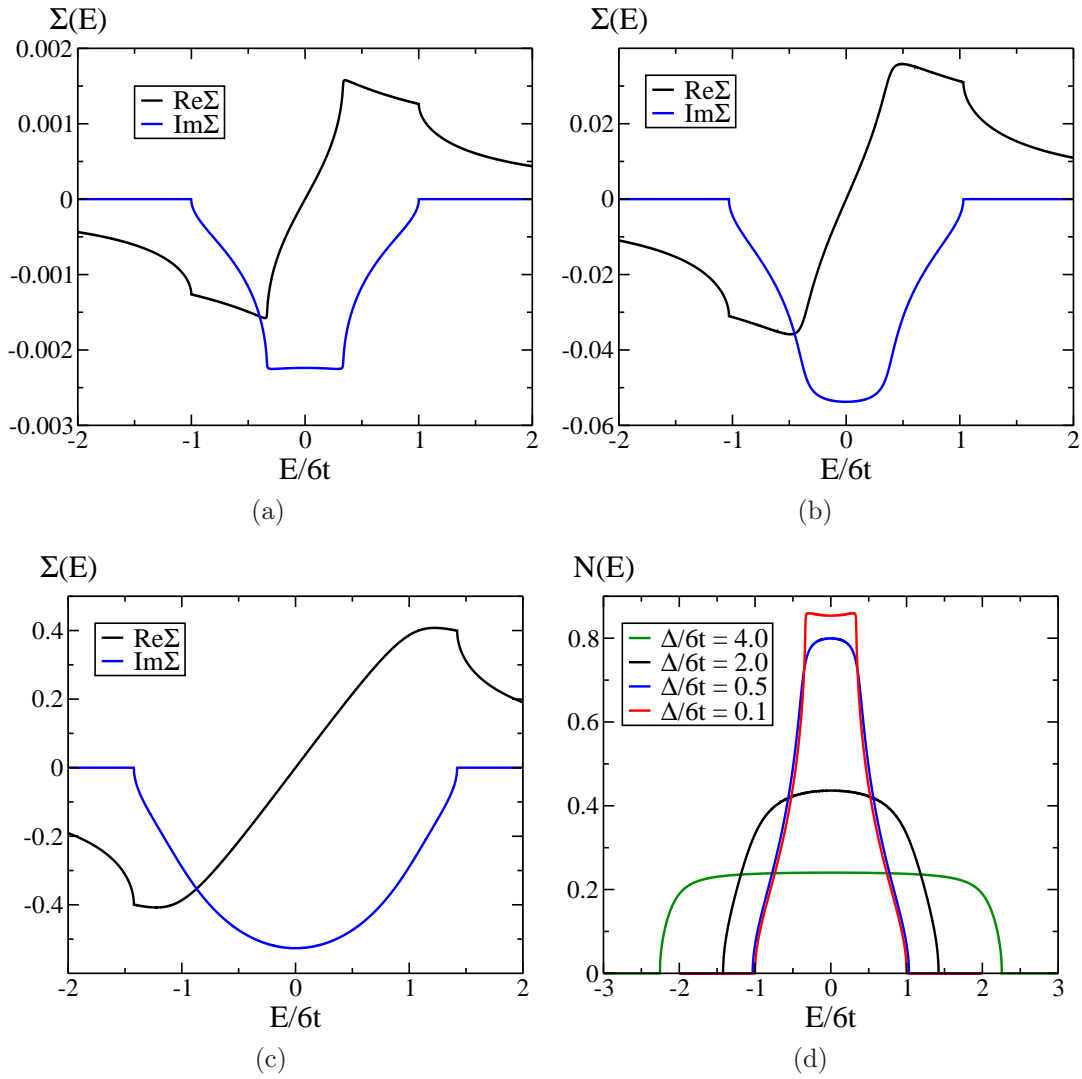 Σ(E)
0.002
0.001
0
-0.001
-0.002
-0.003
ReΣ
ImΣ
-2 -1 0 1 2
E/6t
(a)
Σ(E)
0.02
0
-0.02
-0.04
-0.06
ReΣ
ImΣ
-2 -1 0 1 2
E/6t
(b)
Σ(E)
0.4
0.2
0
-0.2
-0.4
ReΣ
ImΣ
-2 -1 0 1 2
E/6t
(c)
N(E)
0.8
0.6
0.4
0.2
0
Δ/6t = 4.0
Δ/6t = 2.0
Δ/6t = 0.5
Δ/6t = 0.1
-3 -2 -1 0 1 2 3
E/6t
(d)